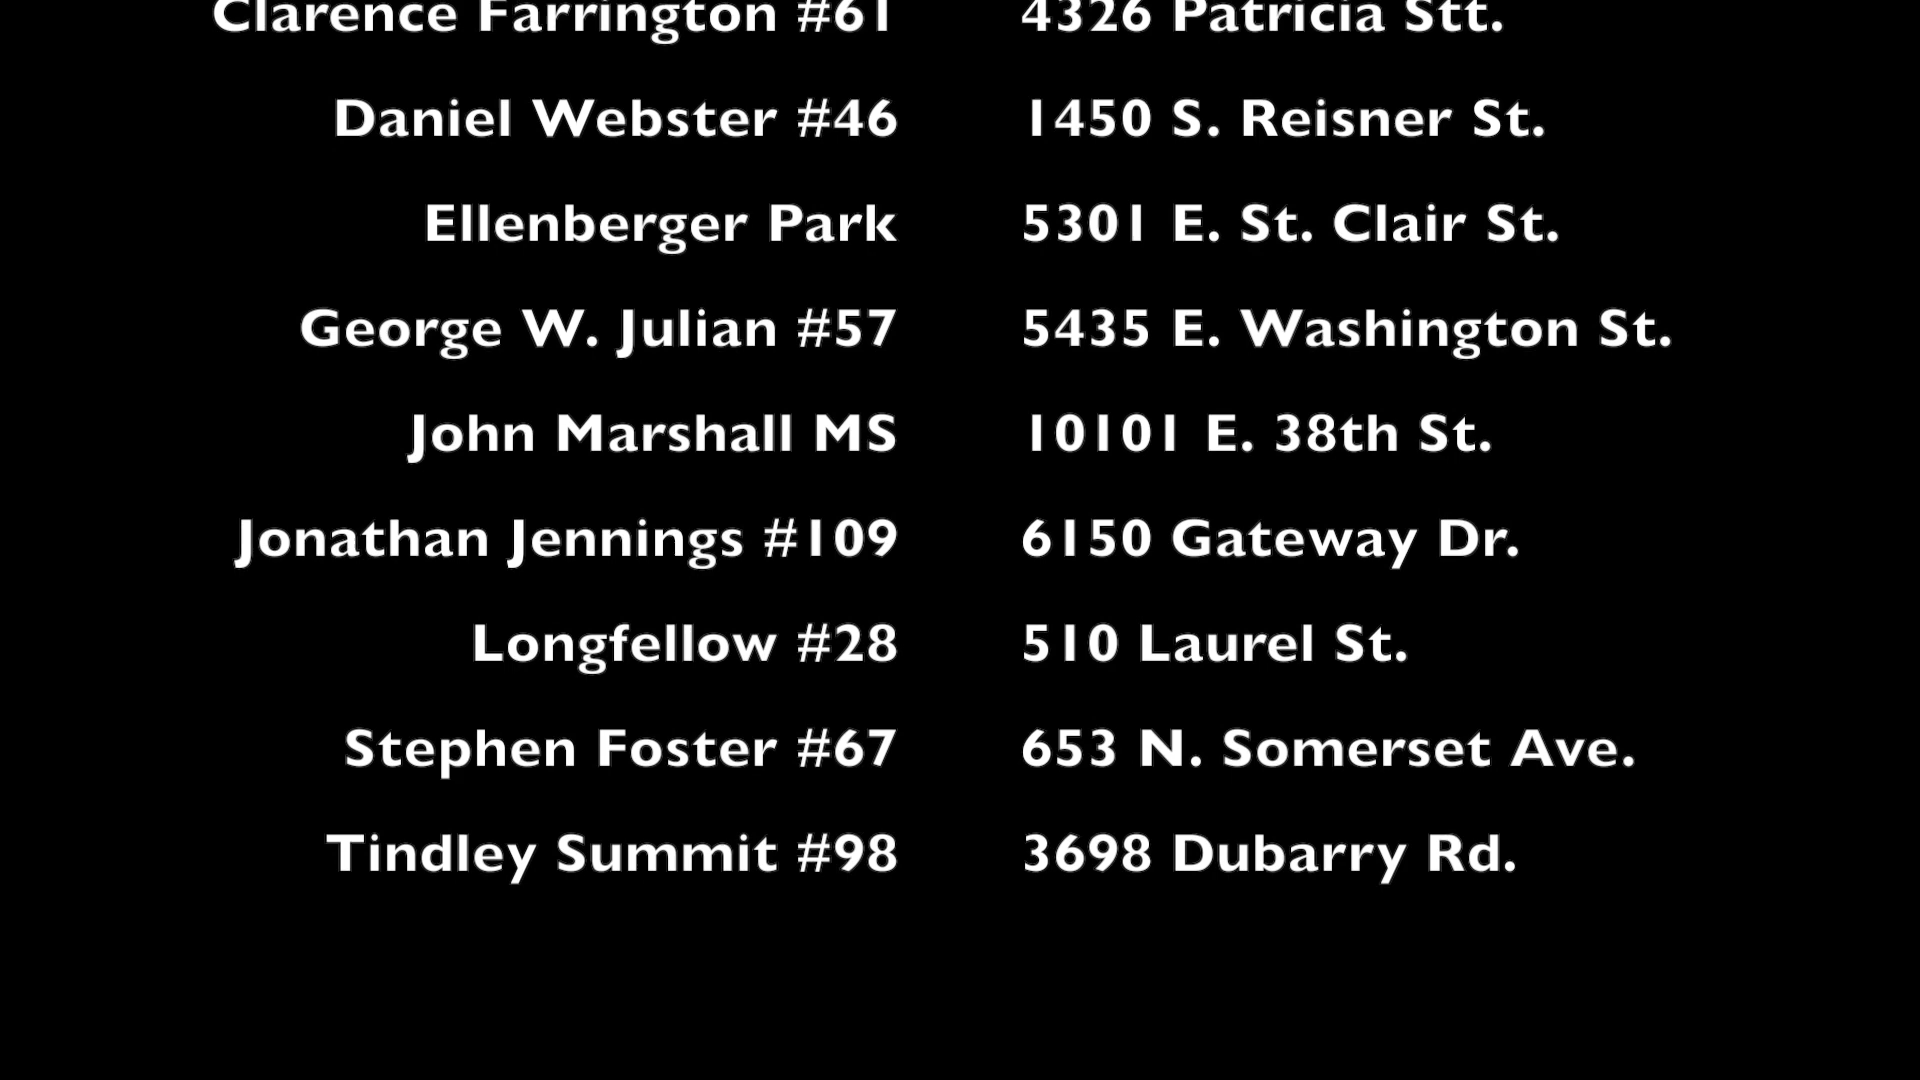 Clarence Farrington #61 4326 Patricia Stt.
Daniel Webster #46 1450 S. Reisner St.
Ellenberger Park 5301 E. St. Clair St.
George W. Julian #57 5435 E. Washington St.
John Marshall MS 10101 E. 38th St.
Jonathan Jennings #109 6150 Gateway Dr.
Longfellow #28 510 Laurel St.
Stephen Foster #67 653 N. Somerset Ave.
Tindley Summit #98 3698 Dubarry Rd.